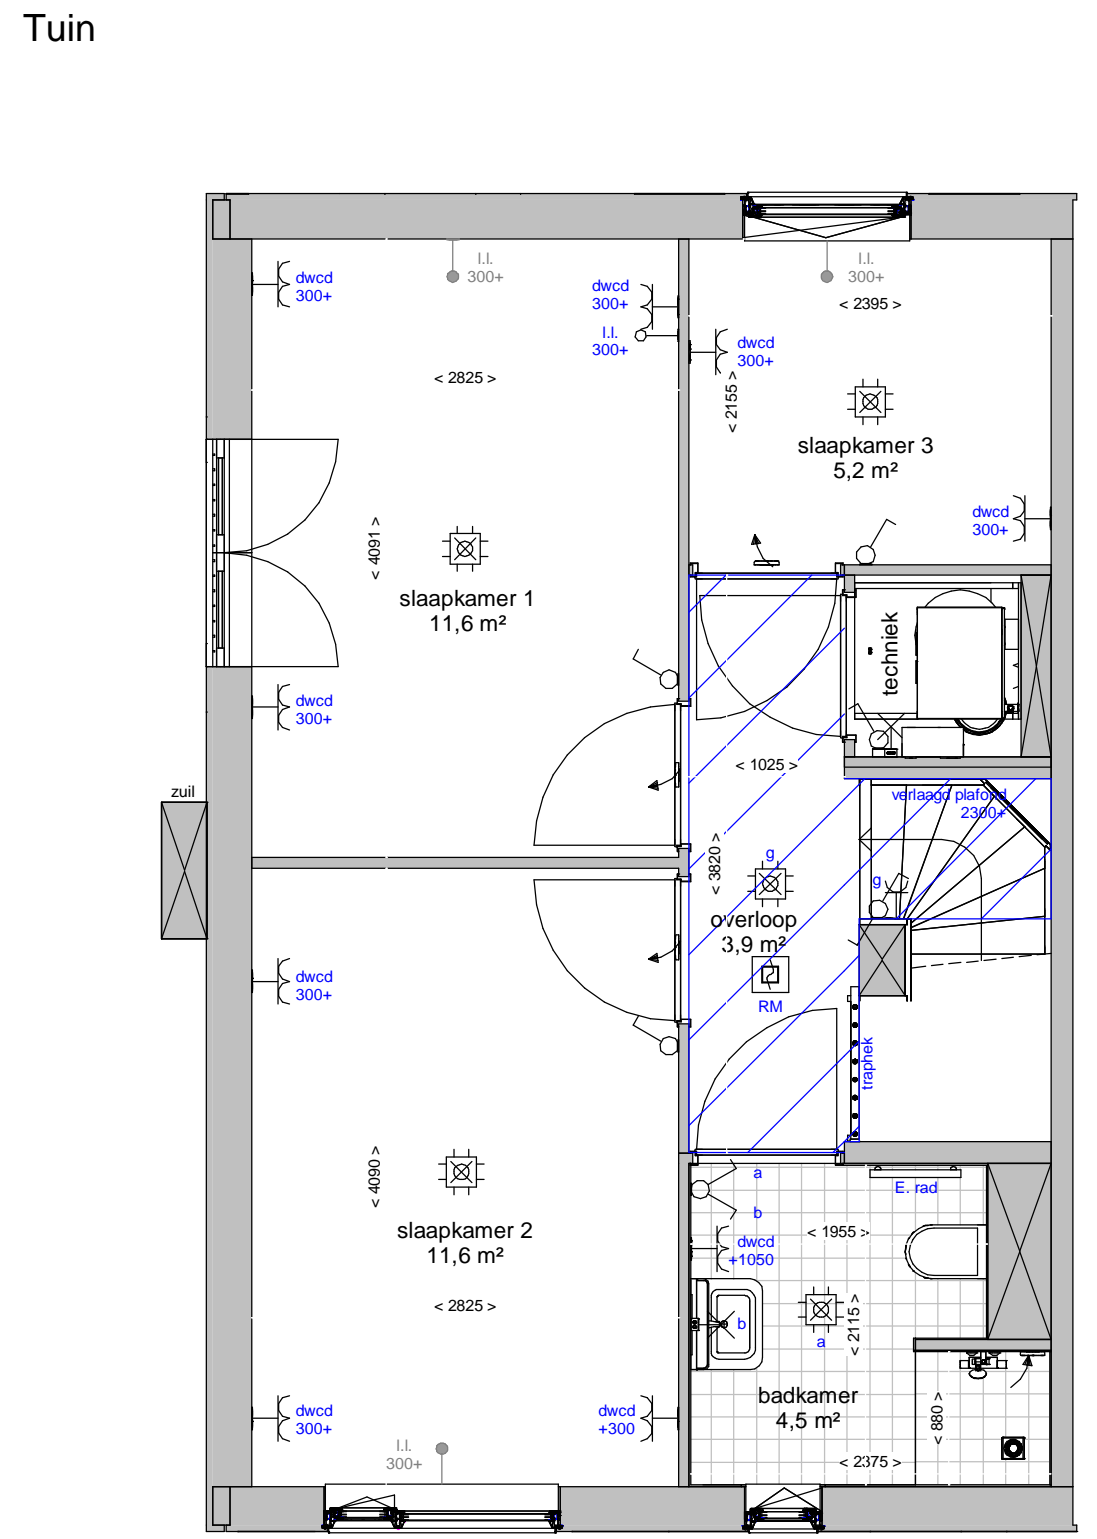 Tuin
l.l.
300+
l.l.
300+
dwcd
300+
dwcd
300+
l.l.
300+
< 2395 >
dwcd
300+
< 2825 >
< 2155 >
slaapkamer 3
5,2 m²
dwcd
300+
< 4091 >
slaapkamer 1
11,6 m²
techniek
dwcd
300+
< 1025 >
zuil
verlaagd plafond
2300+
< 3820 >
g
g
overloop
3,9 m²
dwcd
300+
RM
traphek
< 4090 >
a
E. rad
b
slaapkamer 2
11,6 m²
< 1955 >
dwcd
+1050
< 2825 >
b
a
< 2115 >
badkamer
4,5 m²
dwcd
300+
dwcd
+300
< 880 >
l.l.
300+
< 2375 >